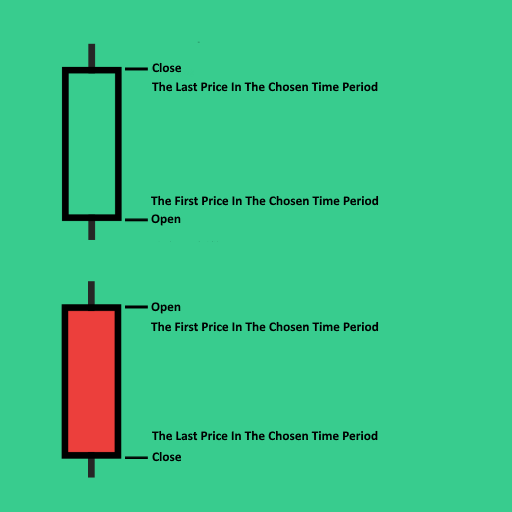 Close
The Last Price In The Chosen Time Period
The First Price In The Chosen Time Period
Open
Open
The First Price In The Chosen Time Period
The Last Price In The Chosen Time Period
Close